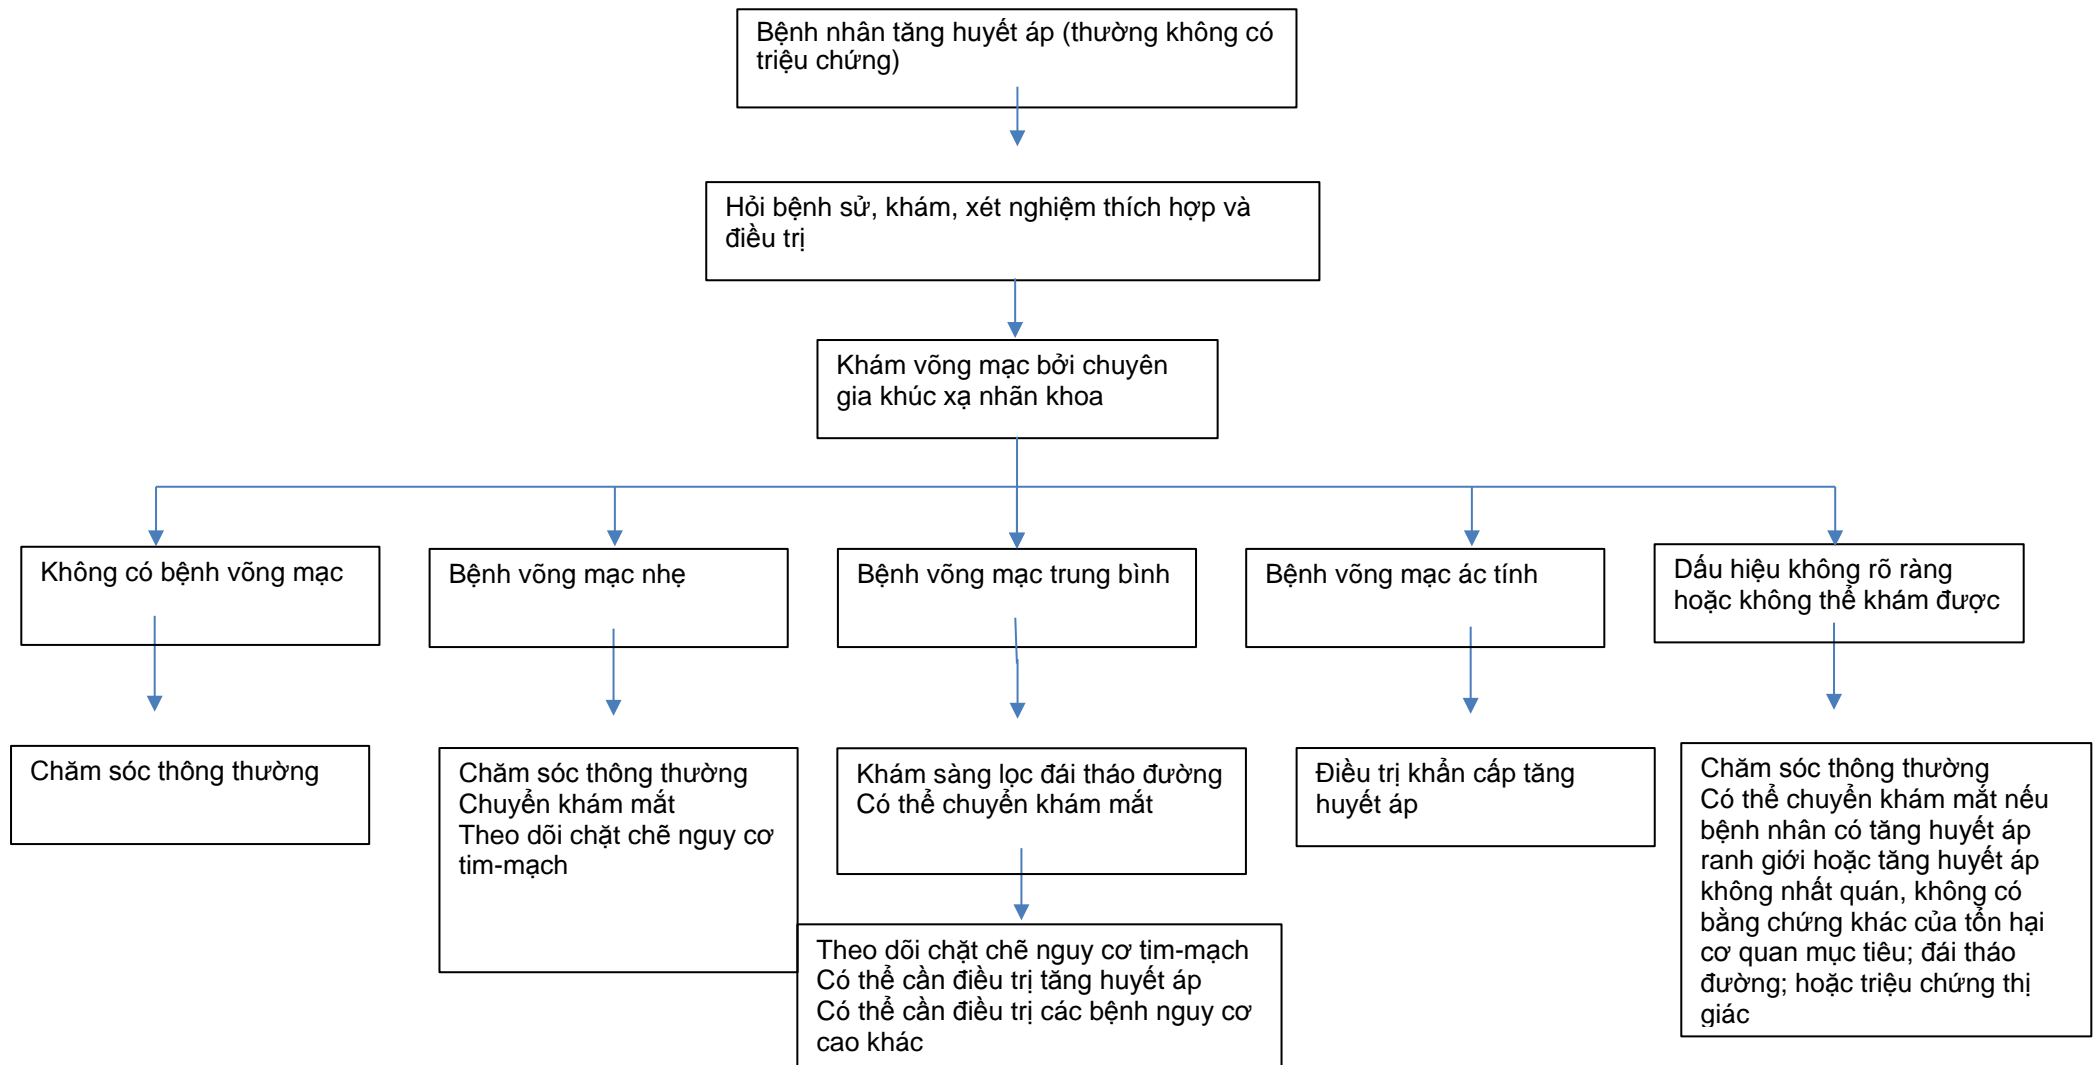 Bệnh nhân tăng huyết áp (thường không có
triệu chứng)
Hỏi bệnh sử, khám, xét nghiệm thích hợp và
điều trị
Khám võng mạc bởi chuyên
gia khúc xạ nhãn khoa
Không có bệnh võng mạc
Bệnh võng mạc nhẹ
Bệnh võng mạc trung bình
Bệnh võng mạc ác tính
Dấu hiệu không rõ ràng
hoặc không thể khám được
Chăm sóc thông thường
Chăm sóc thông thường
Chuyển khám mắt
Theo dõi chặt chẽ nguy cơ
tim-mạch
Khám sàng lọc đái tháo đường
Có thể chuyển khám mắt
Theo dõi chặt chẽ nguy cơ tim-mạch
Có thể cần điều trị tăng huyết áp
Có thể cần điều trị các bệnh nguy cơ
cao khác
Điều trị khẩn cấp tăng
huyết áp
Chăm sóc thông thường
Có thể chuyển khám mắt nếu
bệnh nhân có tăng huyết áp
ranh giới hoặc tăng huyết áp
không nhất quán, không có
bằng chứng khác của tổn hại
cơ quan mục tiêu; đái tháo
đường; hoặc triệu chứng thị
giác